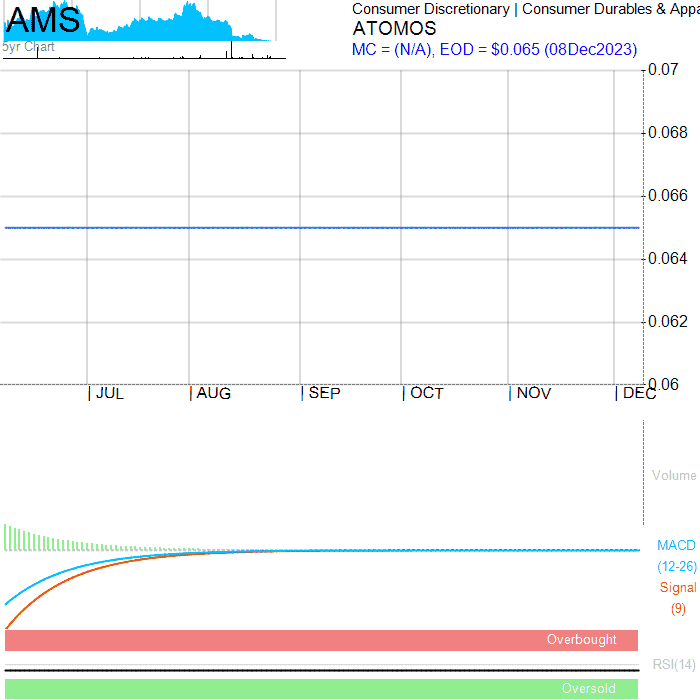 AMS
5yr Chart
Consumer Discretionary | Consumer Durables & Appa
ATOMOS
MC = (N/A), EOD = $0.065 (08Dec2023)
0.07
0.068
0.066
0.064
0.062
0.06
| JUL | AUG | SEP | OCT | NOV | DEC
Volume
MACD
(12-26)
Signal
(9)
Overbought
RSI(14)
Oversold